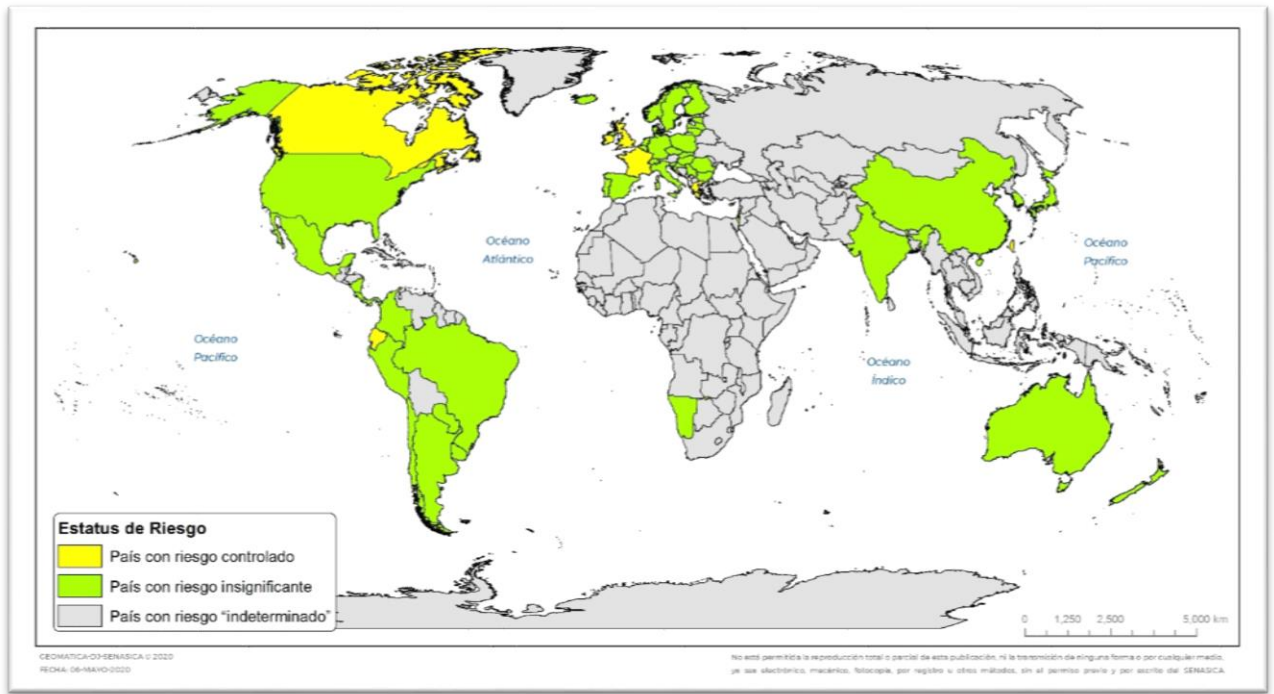 Océano
Atlántico
Océano
Pacífico
Océano
Pacífico
Océano
Índico
Estatus de Riesgo
País con riesgo controlado
País con riesgo insignificante
País con riesgo “indeterminado”
0 1,250 2,500 5,000 km
GEOMATICA-DJ-SENASICA © 2020
FECHA: 06-MAYO-2020
No está permitida la reproducción total o parcial de esta publicación, ni la transmisión de ninguna forma o por cualquier medio,
ya sea electrónico, mecánico, fotocopia, por registro u otros métodos, sin el permiso previo y por escrito del SENASICA